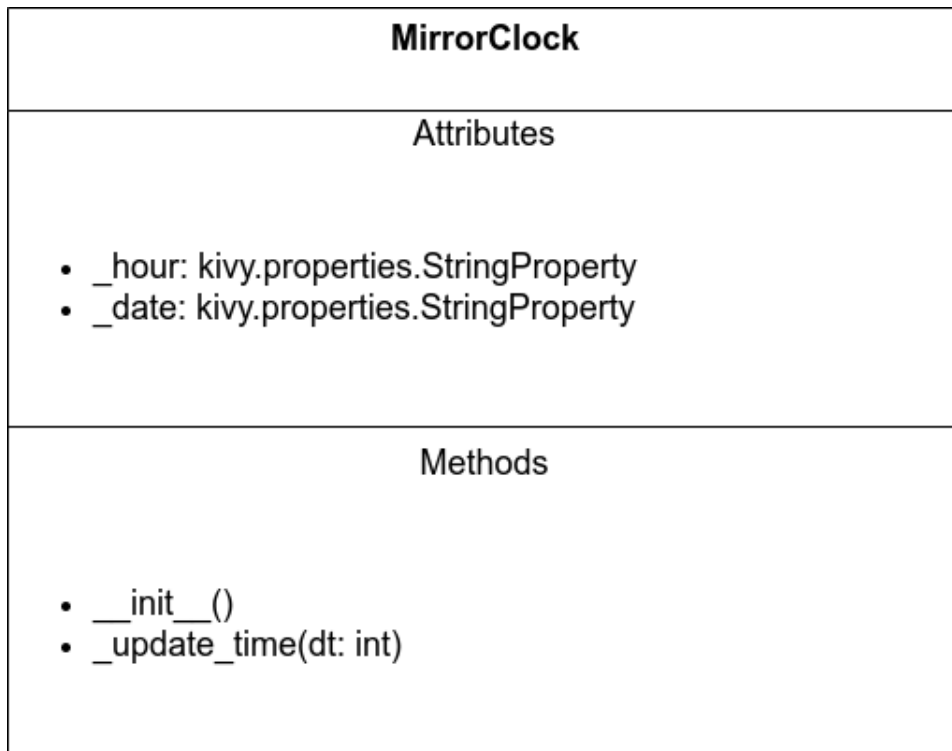 MirrorClock
Attributes
• _hour: kivy.properties.StringProperty
• _date: kivy.properties.StringProperty
Methods
• __init__()
• _update_time(dt: int)